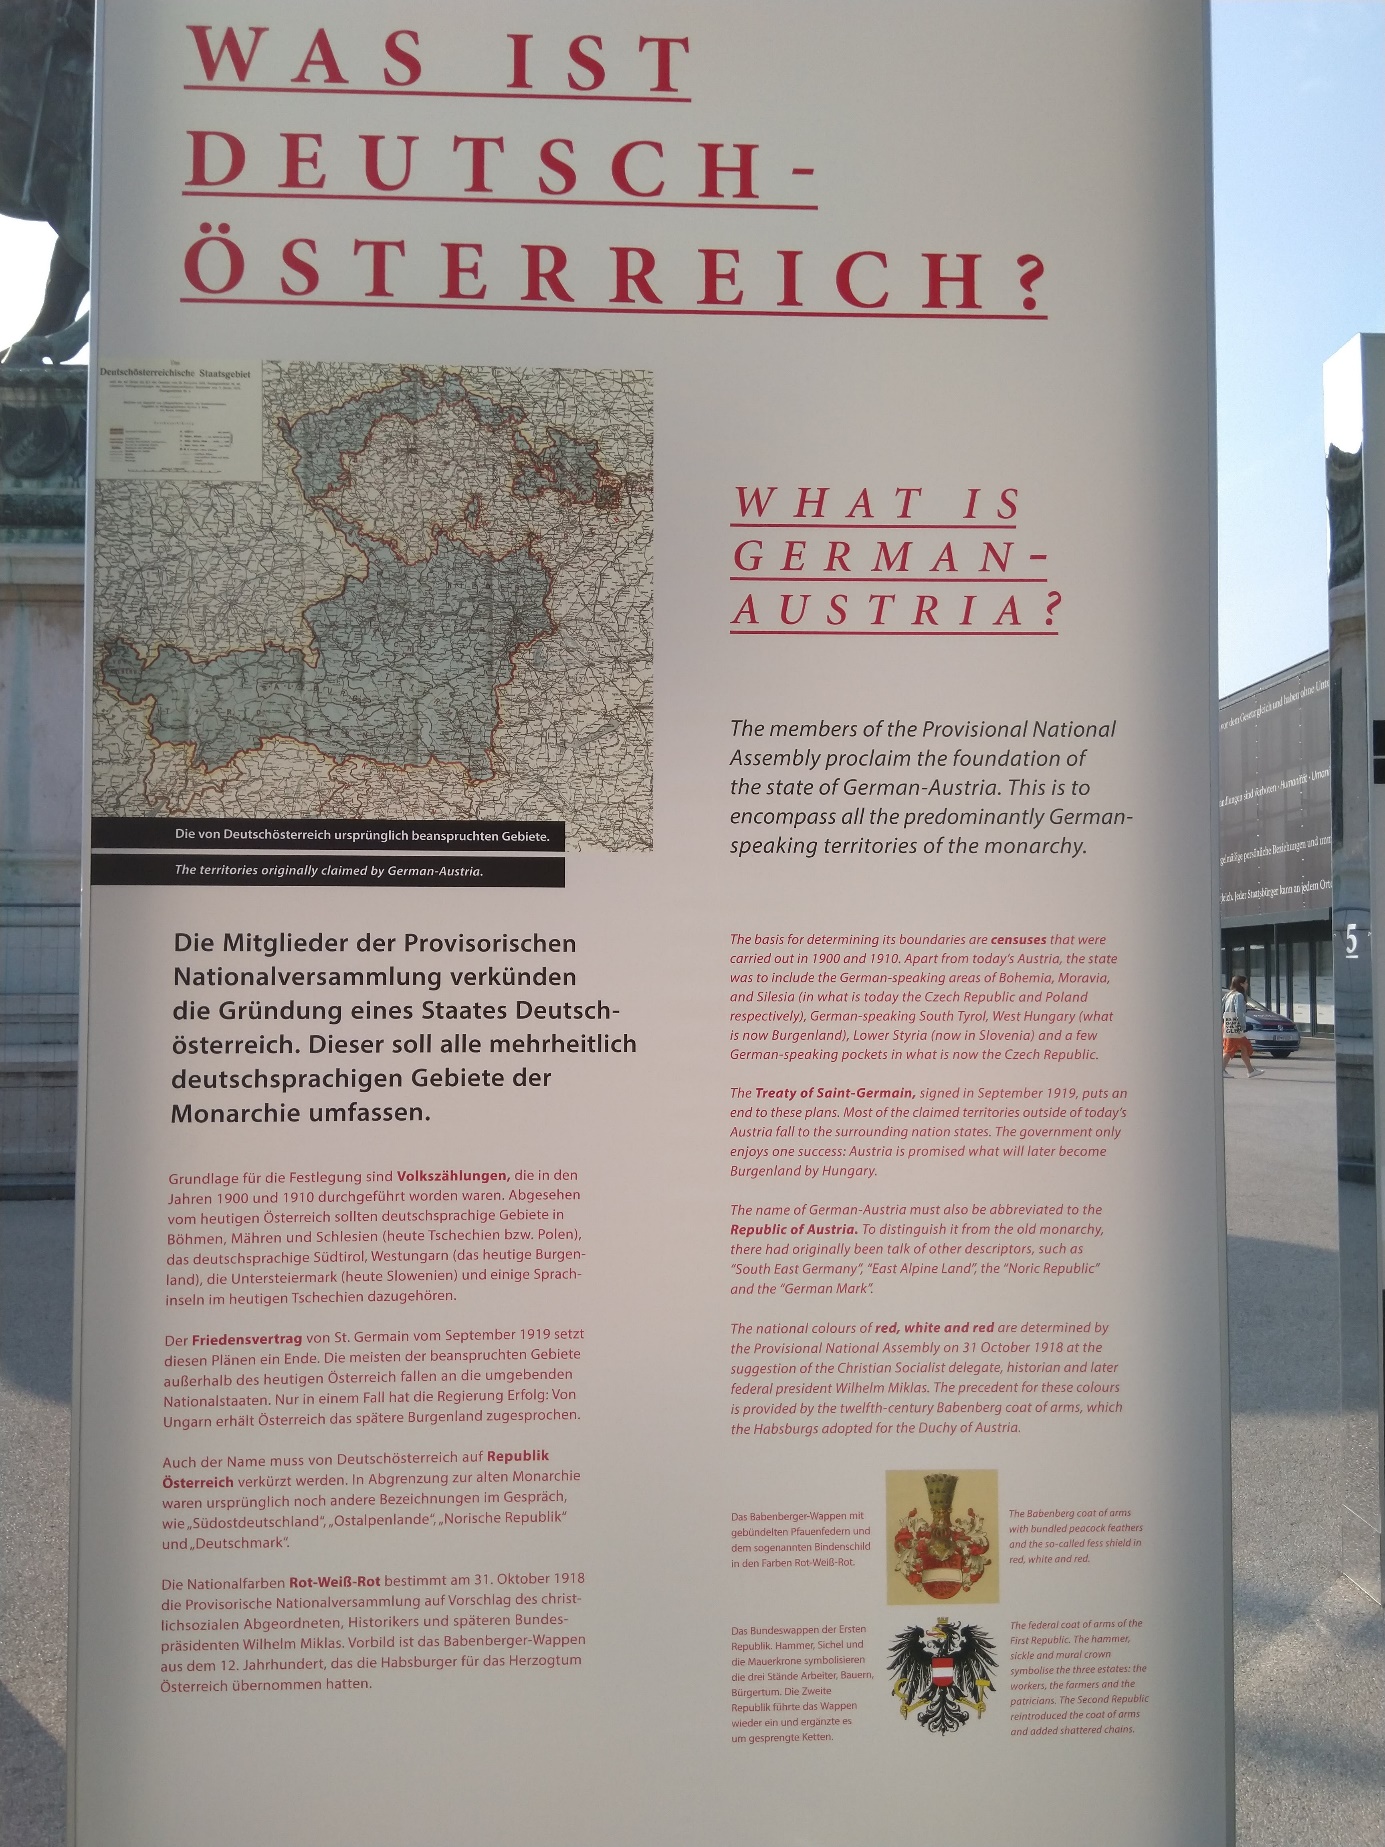 WAS IST
DEUTSCH-
ÖSTERREICH?
Deutschösterreichische Staatsgebiet
Die von Deutschösterreich ursprünglich beanspruchten Gebiete.
The territories originally claimed by German-Austria.
Die Mitglieder der Provisorischen
Nationalversammlung verkünden
die Gründung eines Staates Deutsch-
österreich. Dieser soll alle mehrheitlich
deutschsprachigen Gebiete der
Monarchie umfassen.
Grundlage für die Festlegung sind Volkszählungen, die in den
Jahren 1900 und 1910 durchgeführt worden waren. Abgesehen
vom heutigen Österreich sollten deutschsprachige Gebiete in
Böhmen, Mähren und Schlesien (heute Tschechien bzw. Polen),
das deutschsprachige Südtirol, Westungarn (das heutige Burgen-
land), die Untersteiermark (heute Slowenien) und einige Sprach-
inseln im heutigen Tschechien dazugehören.
Der Friedensvertrag von St. Germain vom September 1919 setzt
diesen Plänen ein Ende. Die meisten der beanspruchten Gebiete
außerhalb des heutigen Österreich fallen an die umgebenden
Nationalstaaten. Nur in einem Fall hat die Regierung Erfolg: Von
Ungarn erhält Österreich das spätere Burgenland zugesprochen.
Auch der Name muss von Deutschösterreich auf Republik
Österreich verkürzt werden. In Abgrenzung zur alten Monarchie
waren ursprünglich noch andere Bezeichnungen im Gespräch,
wie „Südostdeutschland“, „Ostalpenlande“, „Norische Republik“
und „Deutschmark“.
Die Nationalfarben Rot-Weiß-Rot bestimmt am 31. Oktober 1918
die Provisorische Nationalversammlung auf Vorschlag des christ-
lichsozialen Abgeordneten, Historikers und späteren Bundes-
präsidenten Wilhelm Miklas. Vorbild ist das Babenberger-Wappen
aus dem 12. Jahrhundert, das die Habsburger für das Herzogtum
Österreich übernommen hatten.
WHAT IS
GERMAN-
AUSTRIA?
The members of the Provisional National
Assembly proclaim the foundation of
the state of German-Austria. This is to
encompass all the predominantly German-
speaking territories of the monarchy.
The basis for determining its boundaries are censuses that were
carried out in 1900 and 1910. Apart from today's Austria, the state
was to include the German-speaking areas of Bohemia, Moravia,
and Silesia (in what is today the Czech Republic and Poland
respectively), German-speaking South Tyrol, West Hungary (what
is now Burgenland), Lower Styria (now in Slovenia) and a few
German-speaking pockets in what is now the Czech Republic.
The Treaty of Saint-Germain, signed in September 1919, puts an
end to these plans. Most of the claimed territories outside of today's
Austria fall to the surrounding nation states. The government only
enjoys one success: Austria is promised what will later become
Burgenland by Hungary.
The name of German-Austria must also be abbreviated to the
Republic of Austria. To distinguish it from the old monarchy,
there had originally been talk of other descriptors, such as
“South East Germany”, “East Alpine Land”, the “Noric Republic”
and the “German Mark”.
The national colours of red, white and red are determined by
the Provisional National Assembly on 31 October 1918 at the
suggestion of the Christian Socialist delegate, historian and later
federal president Wilhelm Miklas. The precedent for these colours
is provided by the twelfth-century Babenberg coat of arms, which
the Habsburgs adopted for the Duchy of Austria.
Das Babenberger-Wappen mit
gebündelten Pfauenfedern und
dem sogenannten Bindenschild
in den Farben Rot-Weiß-Rot.
The Babenberg coat of arms
with bundled peacock feathers
and the so-called fess shield in
red, white and red.
Das Bundeswappen der Ersten
Republik. Hammer, Sichel und
die Mauerkrone symbolisieren
die drei Stände Arbeiter, Bauern,
Bürgertum. Die Zweite
Republik führte das Wappen
wieder ein und ergänzte es
um gesprengte Ketten.
The federal coat of arms of the
First Republic. The hammer,
sickle and mural crown
symbolise the three estates: the
workers, the farmers and the
patricians. The Second Republic
reintroduced the coat of arms
and added shattered chains.
vor dem Gesetz gleich und haben ohne
sind verboten · Humanität ·
persönliche Beziehungen und
Jeder Staatsbürger kann an jedem
5